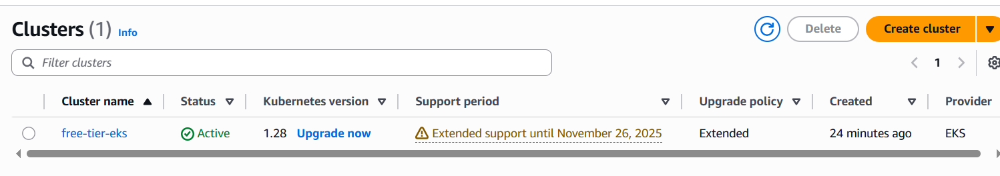 Clusters (1) Info
Delete
Create cluster
Filter clusters
1
Cluster name Status Kubernetes version Support period Upgrade policy Created Provider
free-tier-eks Active 1.28 Upgrade now Extended support until November 26, 2025 Extended 24 minutes ago EKS